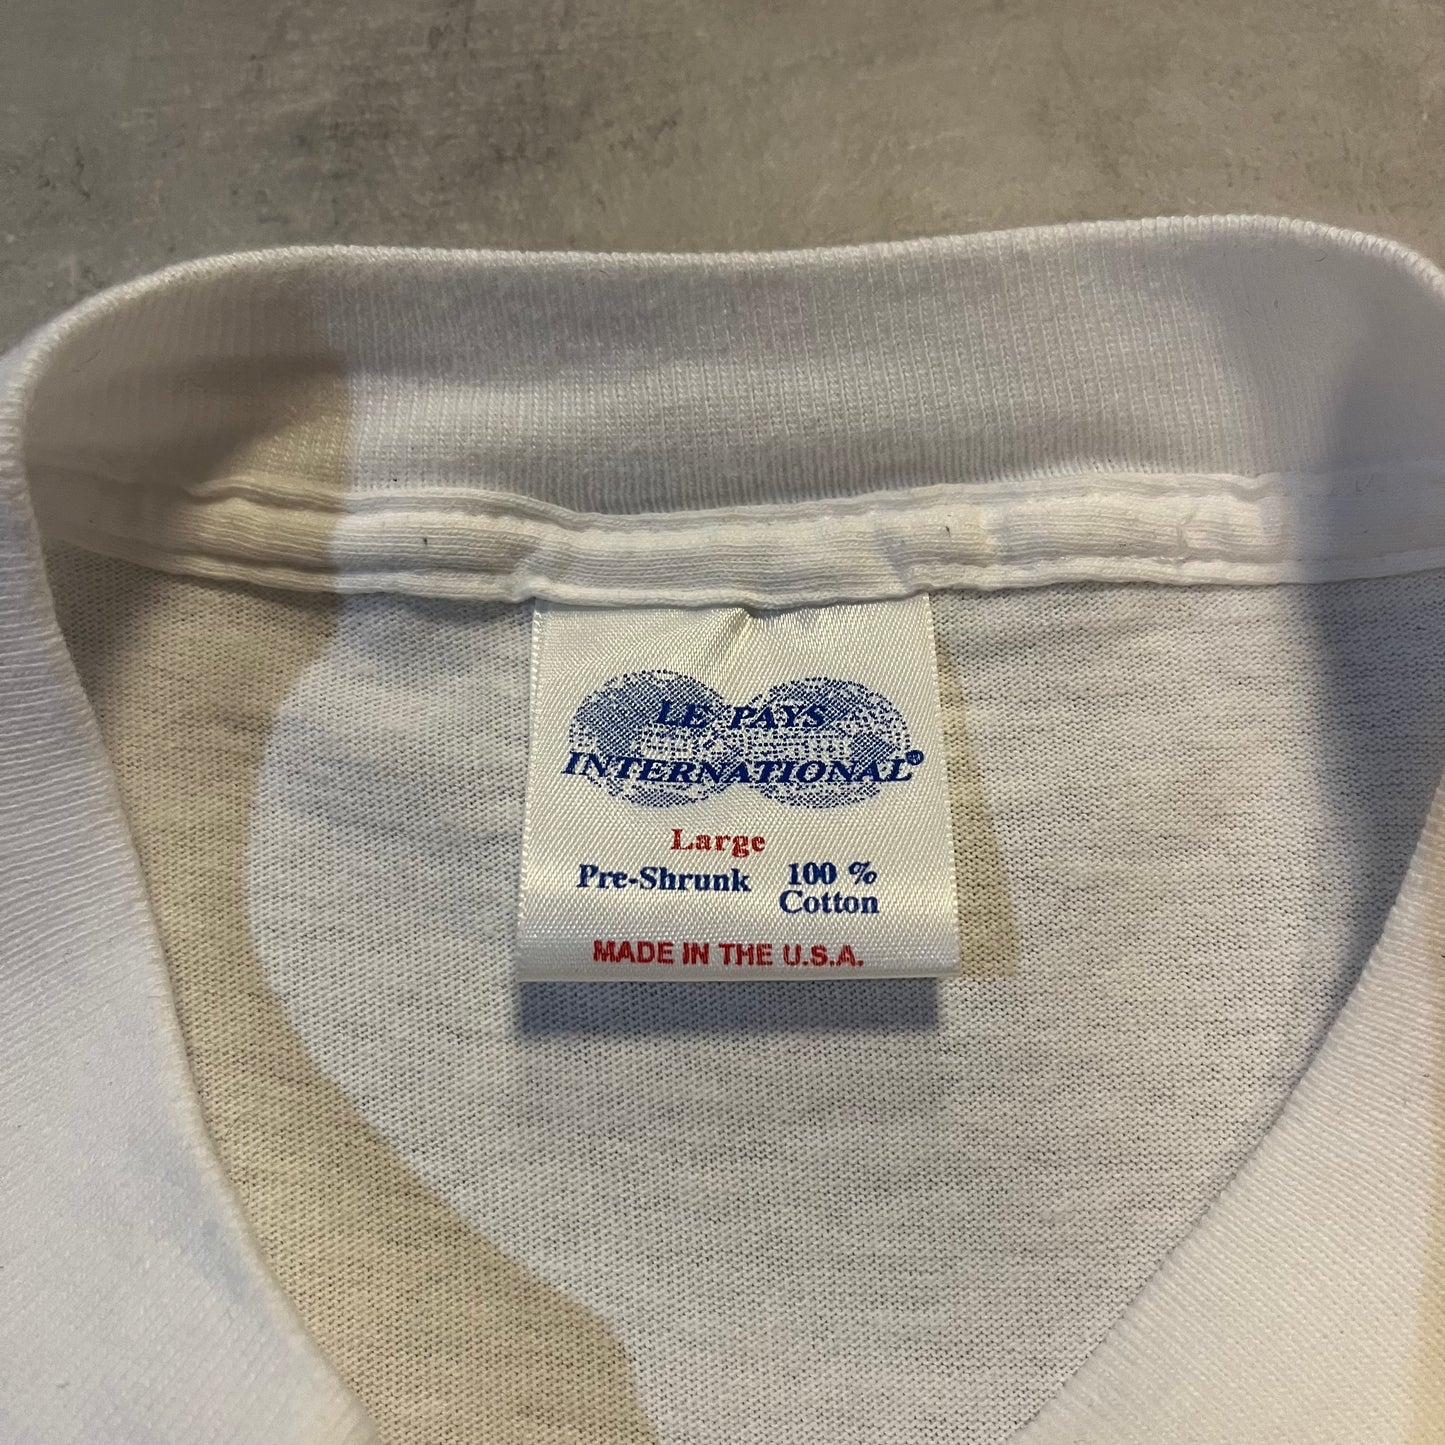 LE PAYS
INTERNATIONAL®
Large
Pre-Shrunk 100 %
Cotton
MADE IN THE U.S.A.